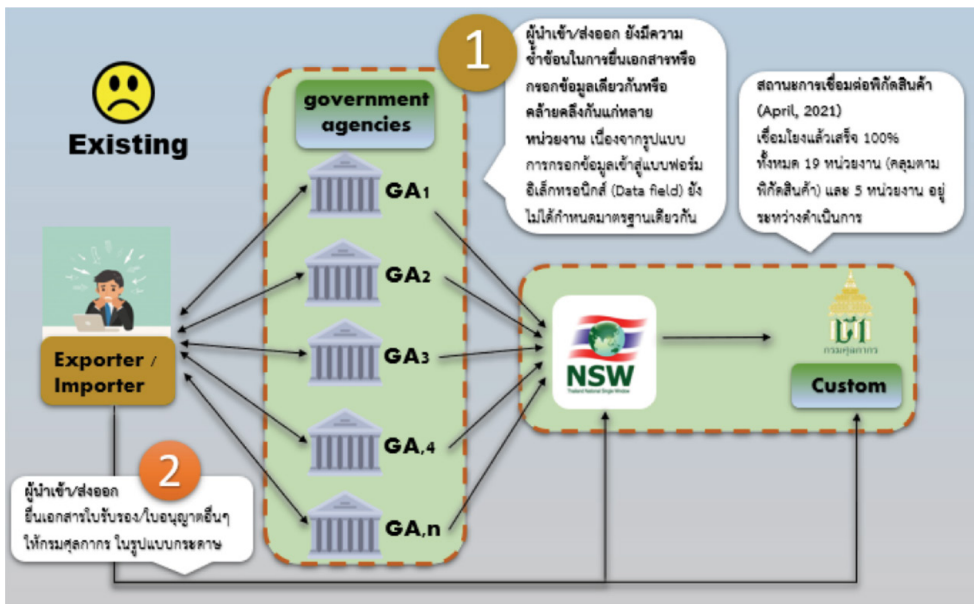 Existing
government
agencies
GA1
GA2
GA3
GA,4
GA,n
Exporter /
Importer
1
ผู้นำเข้า/ส่งออก ยังมีความ
ซ้ำซ้อนในการยื่นเอกสารหรือ
กรอกข้อมูลเดียวกันหรือ
คล้ายคลึงกันแก่หลาย
หน่วยงาน เนื่องจากรูปแบบ
การกรอกข้อมูลเข้าสู่แบบฟอร์ม
อิเล็กทรอนิกส์ (Data field) ยัง
ไม่ได้กำหนดมาตรฐานเดียวกัน
สถานะการเชื่อมต่อพิกัดสินค้า
(April, 2021)
เชื่อมโยงแล้วเสร็จ 100%
ทั้งหมด 19 หน่วยงาน (คลุมตาม
พิกัดสินค้า) และ 5 หน่วยงาน อยู่
ระหว่างดำเนินการ
NSW
Thailand National Single Window
กรมศุลกากร
Custom
2
ผู้นำเข้า/ส่งออก
ยื่นเอกสารใบรับรอง/ใบอนุญาตอื่นๆ
ให้กรมศุลกากร ในรูปแบบกระดาษ